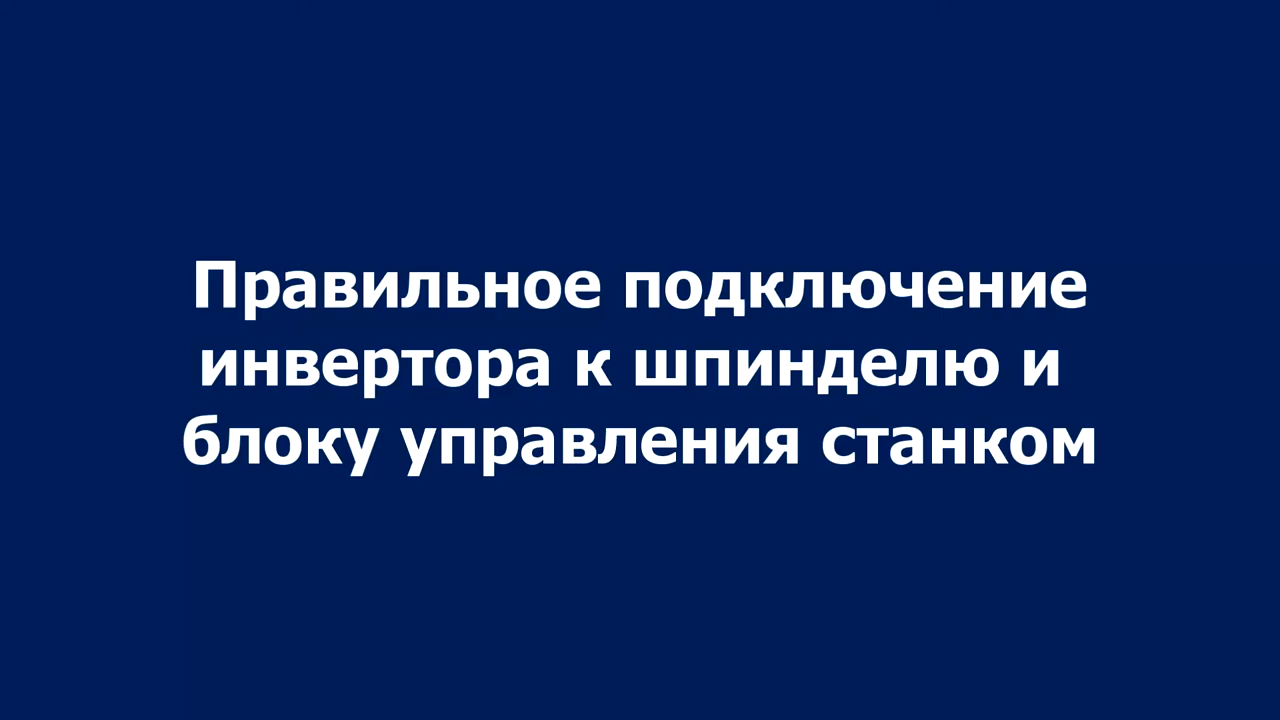 Правильное подключение
инвертора к шпинделю и
блоку управления станком